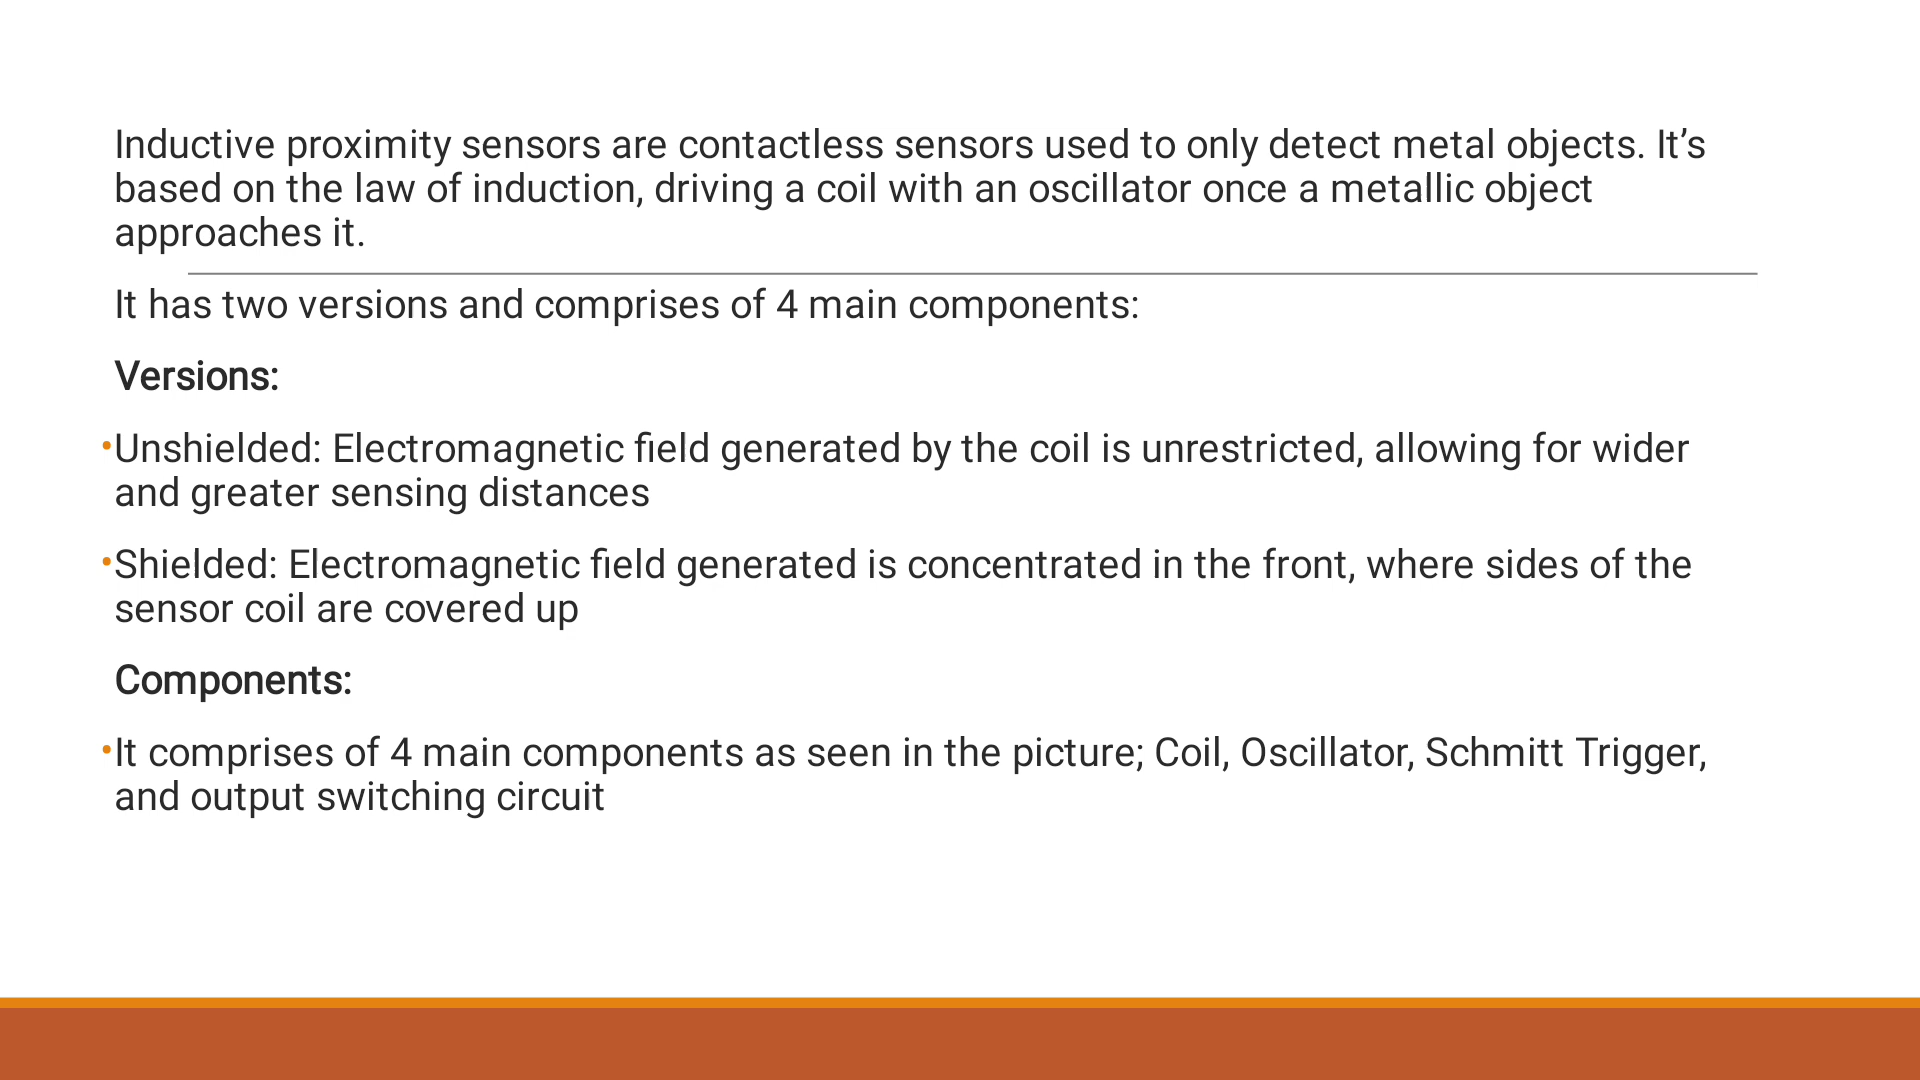 Inductive proximity sensors are contactless sensors used to only detect metal objects. It’s
based on the law of induction, driving a coil with an oscillator once a metallic object
approaches it.
It has two versions and comprises of 4 main components:
Versions:
•Unshielded: Electromagnetic field generated by the coil is unrestricted, allowing for wider
and greater sensing distances
•Shielded: Electromagnetic field generated is concentrated in the front, where sides of the
sensor coil are covered up
Components:
•It comprises of 4 main components as seen in the picture; Coil, Oscillator, Schmitt Trigger,
and output switching circuit